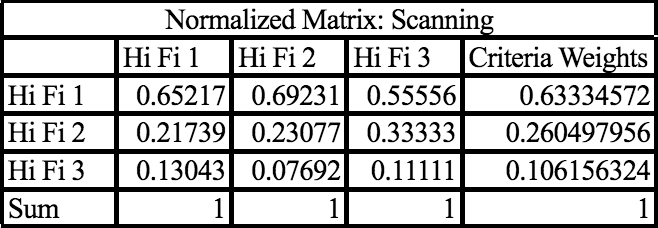 Normalized Matrix: Scanning
Hi Fi 1 Hi Fi 2 Hi Fi 3 Criteria Weights
Hi Fi 1 0.65217 0.69231 0.55556 0.63334572
Hi Fi 2 0.21739 0.23077 0.33333 0.260497956
Hi Fi 3 0.13043 0.07692 0.11111 0.106156324
Sum 1 1 1 1